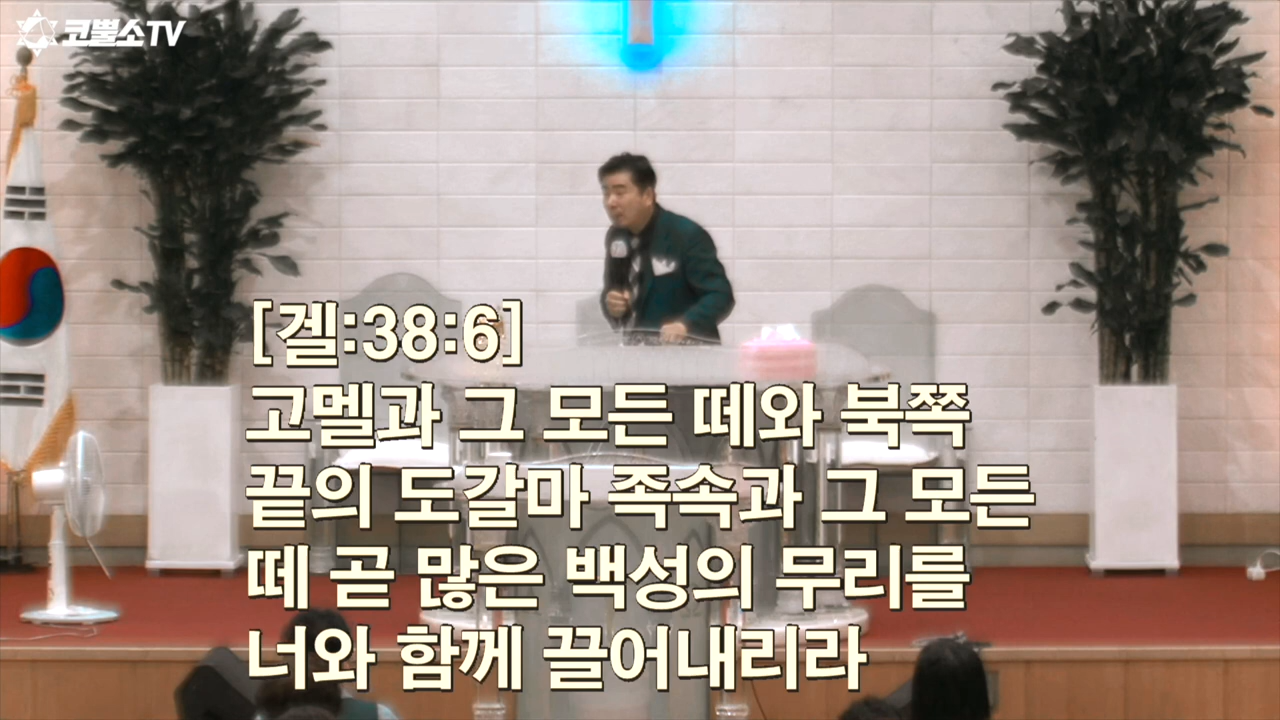 코뿔소TV
[겔:38:6]
고멜과 그 모든 떼와 북쪽
끝의 도갈마 족속과 그 모든
떼 곧 많은 백성의 무리를
너와 함께 끌어내리라